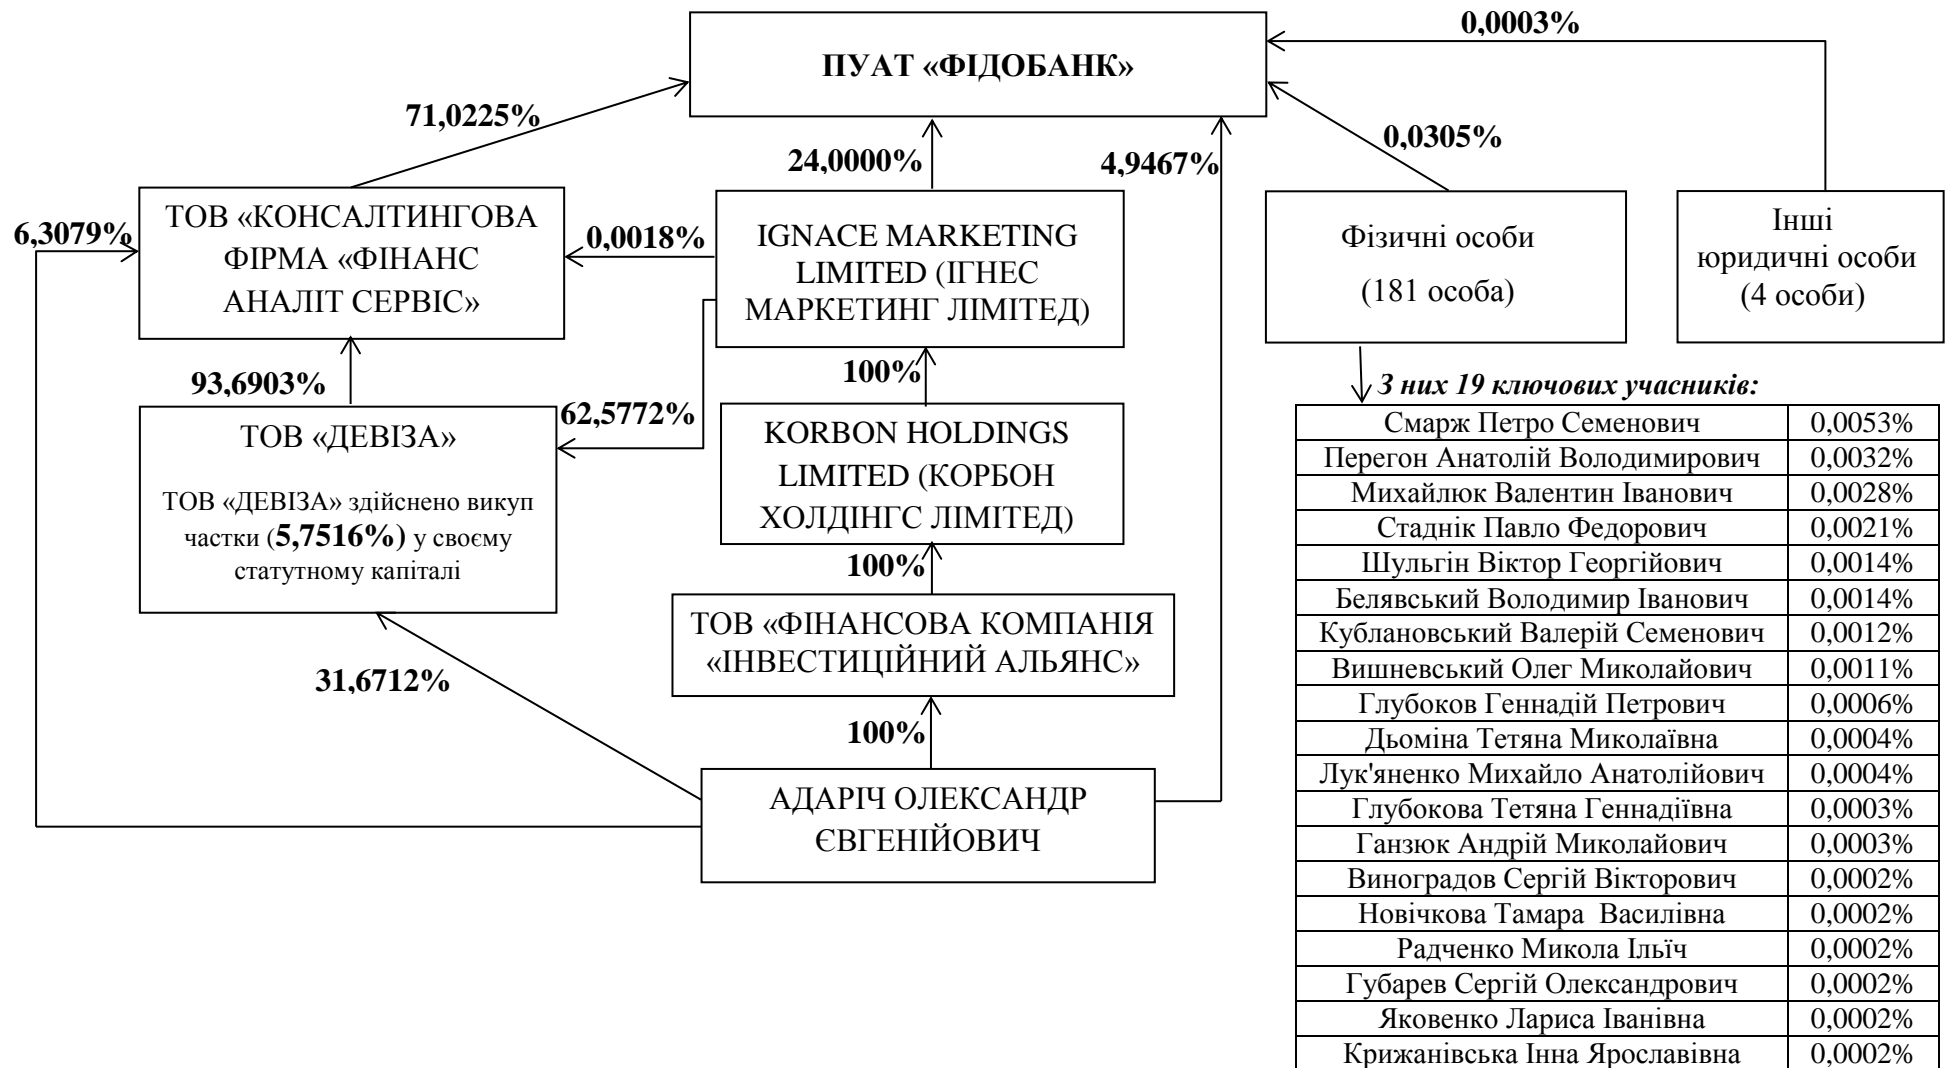 0,0003%
ПУАТ «ФІДОБАНК»
71,0225%
0,0305%
24,0000%
4,9467%
6,3079%
ТОВ «КОНСАЛТИНГОВА
ФІРМА «ФІНАНС
АНАЛІТ СЕРВІС»
0,0018%
IGNACE MARKETING
LIMITED (ІГНЕС
МАРКЕТИНГ ЛІМІТЕД)
Фізичні особи
(181 особа)
Інші
юридичні особи
(4 особи)
93,6903%
100%
62,5772%
ТОВ «ДЕВІЗА»
ТОВ «ДЕВІЗА» здійснено викуп
частки (5,7516%) у своєму
статутному капіталі
KORBON HOLDINGS
LIMITED (КОРБОН
ХОЛДІНГС ЛІМІТЕД)
100%
ТОВ «ФІНАНСОВА КОМПАНІЯ
«ІНВЕСТИЦІЙНИЙ АЛЬЯНС»
31,6712%
100%
АДАРІЧ ОЛЕКСАНДР
ЄВГЕНІЙОВИЧ
З них 19 ключових учасників:
Смарж Петро Семенович 0,0053%
Перегон Анатолій Володимирович 0,0032%
Михайлюк Валентин Іванович 0,0028%
Стаднік Павло Федорович 0,0021%
Шульгін Віктор Георгійович 0,0014%
Белявський Володимир Іванович 0,0014%
Кублановський Валерій Семенович 0,0012%
Вишневський Олег Миколайович 0,0011%
Глубоков Геннадій Петрович 0,0006%
Дьоміна Тетяна Миколаївна 0,0004%
Лук'яненко Михайло Анатолійович 0,0004%
Глубокова Тетяна Геннадіївна 0,0003%
Ганзюк Андрій Миколайович 0,0003%
Виноградов Сергій Вікторович 0,0002%
Новічкова Тамара Василівна 0,0002%
Радченко Микола Ільїч 0,0002%
Губарев Сергій Олександрович 0,0002%
Яковенко Лариса Іванівна 0,0002%
Крижанівська Інна Ярославівна 0,0002%